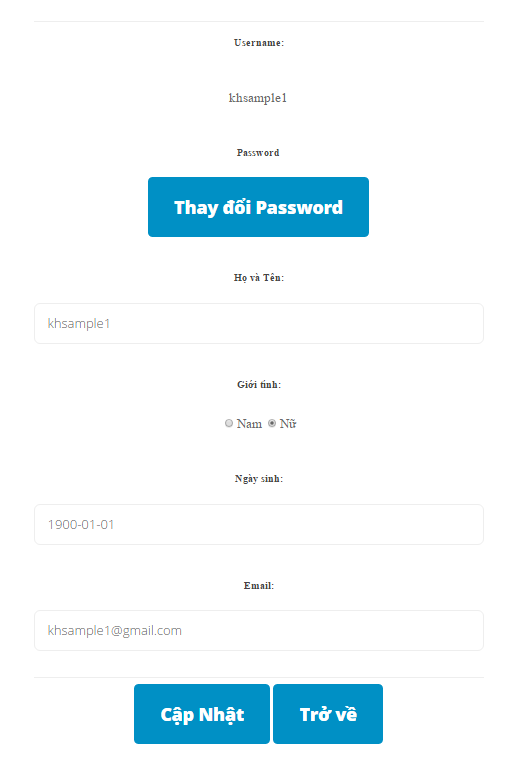 Username:
khsample1
Password
Thay đổi Password
Họ và Tên:
khsample1
Giới tính:
Nam Nữ
Ngày sinh:
1900-01-01
Email:
khsample1@gmail.com
Cập Nhật Trở về